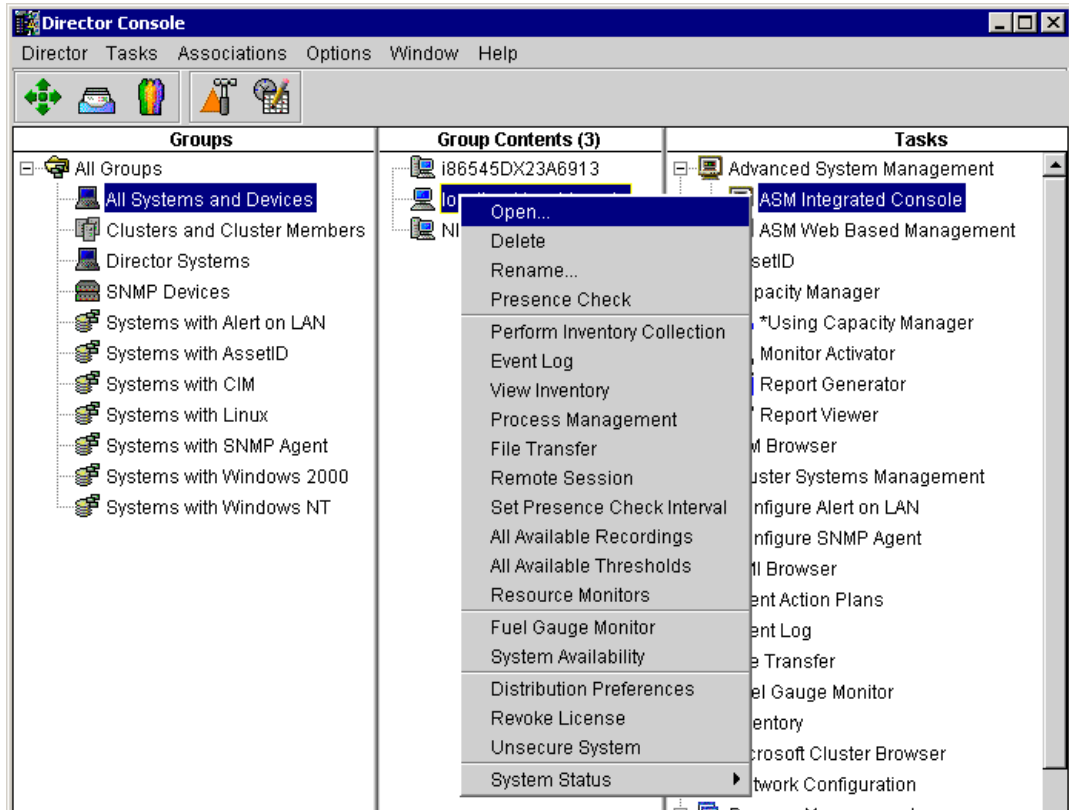 Director Console
Director Tasks Associations Options Window Help
Groups
All Groups
All Systems and Devices
Clusters and Cluster Members
Director Systems
SNMP Devices
Systems with Alert on LAN
Systems with AssetID
Systems with CIM
Systems with Linux
Systems with SNMP Agent
Systems with Windows 2000
Systems with Windows NT
Group Contents (3)
i86545DX23A6913
Open...
Delete
Rename...
Presence Check
Perform Inventory Collection
Event Log
View Inventory
Process Management
File Transfer
Remote Session
Set Presence Check Interval
All Available Recordings
All Available Thresholds
Resource Monitors
Fuel Gauge Monitor
System Availability
Distribution Preferences
Revoke License
Unsecure System
System Status
Tasks
Advanced System Management
ASM Integrated Console
ASM Web Based Management
setID
pacity Manager
*Using Capacity Manager
Monitor Activator
Report Generator
Report Viewer
Browser
uster Systems Management
nfigure Alert on LAN
nfigure SNMP Agent
Browser
ent Action Plans
ent Log
e Transfer
el Gauge Monitor
entory
crosoft Cluster Browser
twork Configuration